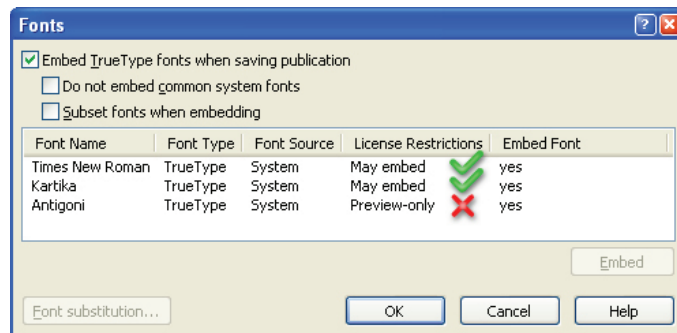 Fonts
Embed TrueType fonts when saving publication
Do not embed common system fonts
Subset fonts when embedding
Font Name Font Type Font Source License Restrictions Embed Font
Times New Roman TrueType System May embed yes
Kartika TrueType System May embed yes
Antigoni TrueType System Preview-only yes
Embed
Font substitution... OK Cancel Help